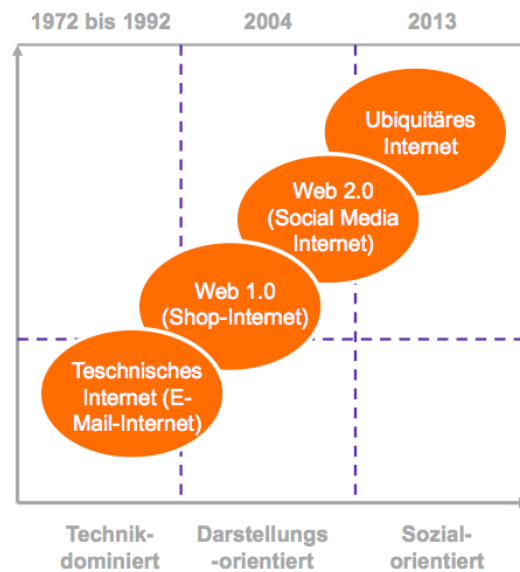 1972 bis 1992
2004
2013
Ubiquitäres
Internet
Web 2.0
(Social Media
Internet)
Web 1.0
(Shop-Internet)
Teschnisches
Internet (E-
Mail-Internet)
Technik-
dominiert
Darstellungs
-orientiert
Sozial-
orientiert